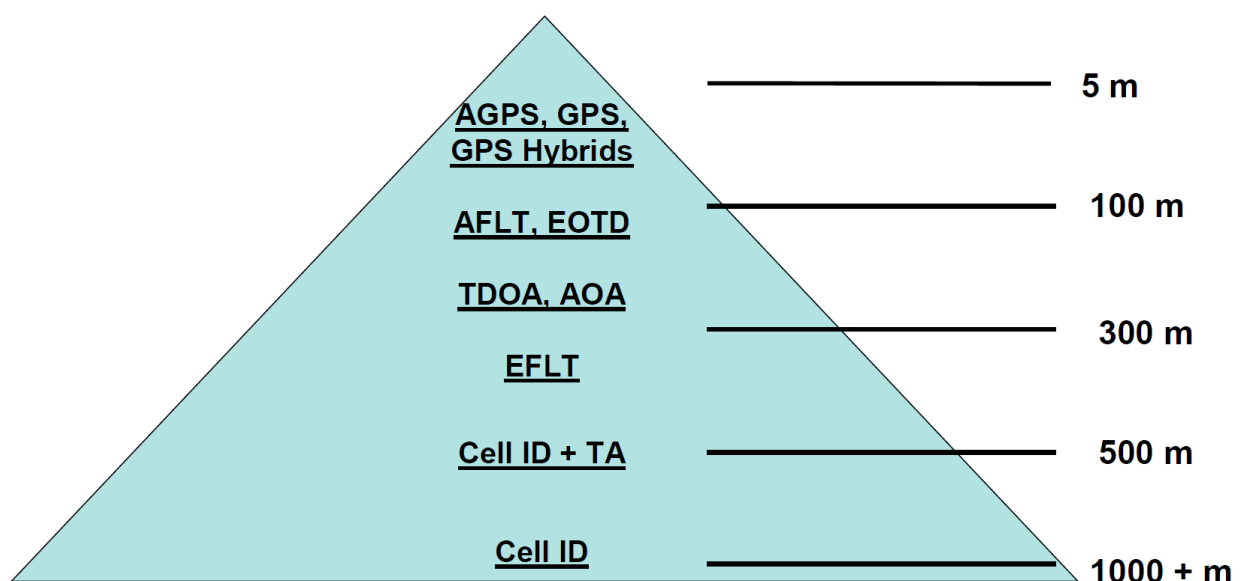 5 m
AGPS, GPS,
GPS Hybrids
100 m
AFLT, EOTD
TDOA, AOA
300 m
EFLT
Cell ID + TA
500 m
Cell ID
1000 + m